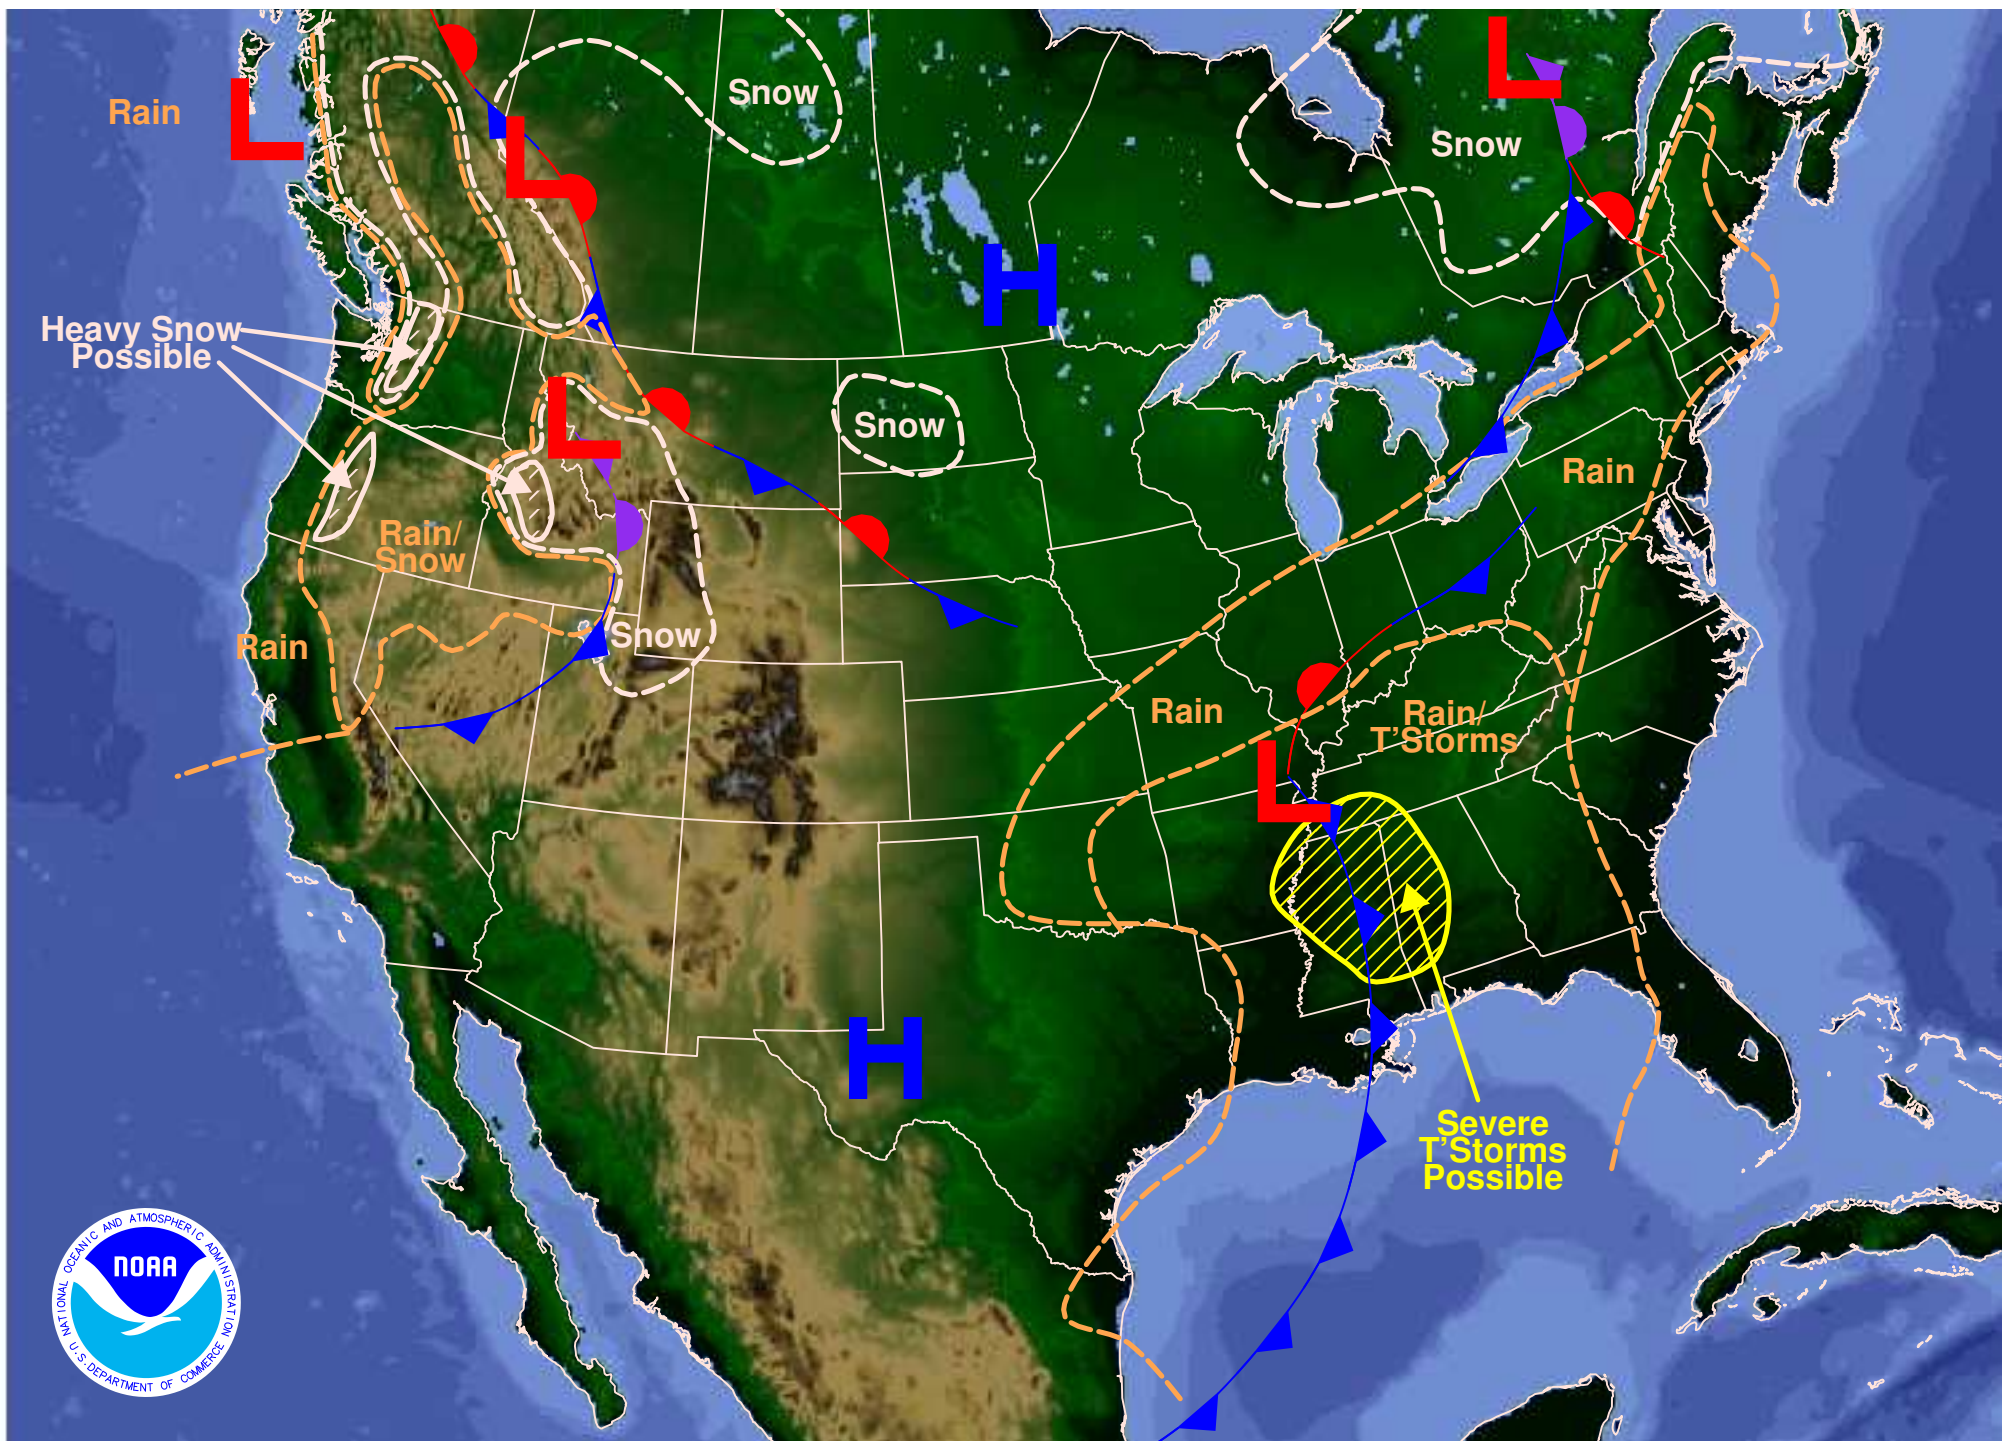 L
Snow
L
Rain
L
Snow
H
Heavy Snow
Possible
L
Snow
Rain
Rain/
Snow
Rain
Snow
Rain
Rain/
T'Storms
L
H
Severe
T'Storms
Possible
NATIONAL OCEANIC AND ATMOSPHERIC ADMINISTRATION
NOAA
U.S. DEPARTMENT OF COMMERCE